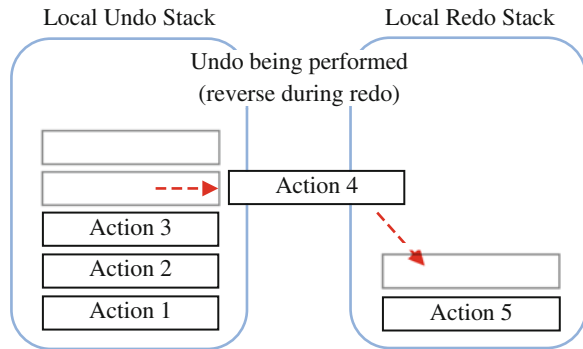 Local Undo Stack
Local Redo Stack
Undo being performed
(reverse during redo)
Action 4
Action 3
Action 2
Action 1
Action 5